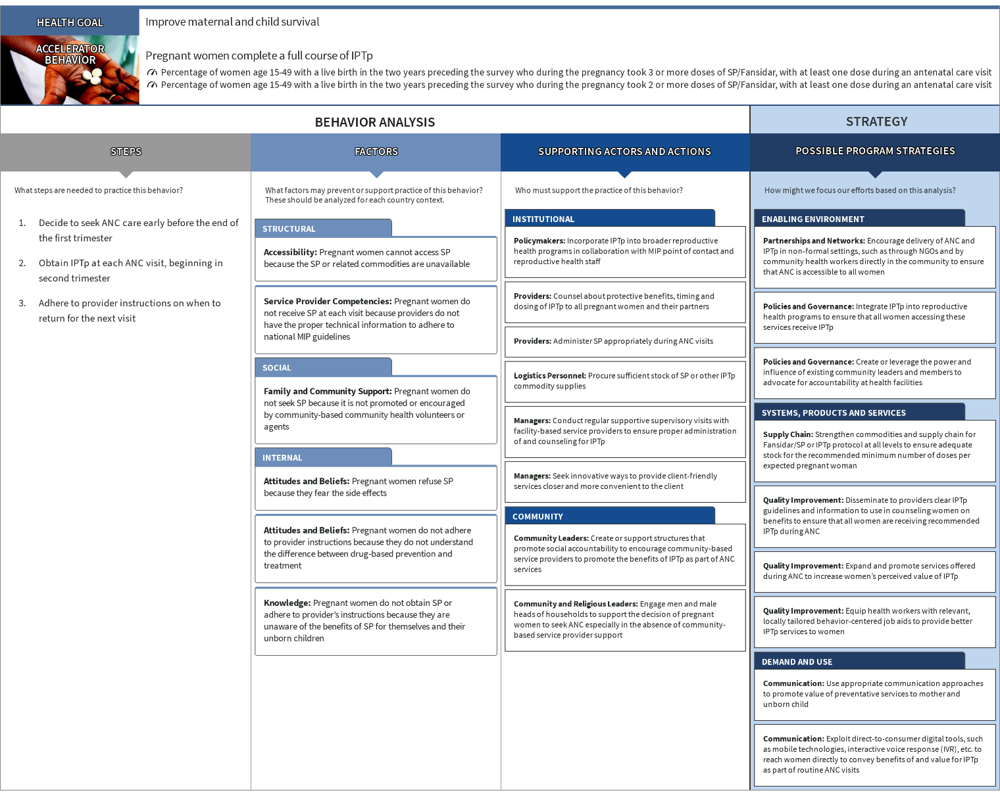 HEALTH GOAL
Improve maternal and child survival
ACCELERATOR
BEHAVIOR
Pregnant women complete a full course of IPTp
Percentage of women age 15-49 with a live birth in the two years preceding the survey who during the pregnancy took 3 or more doses of SP/Fansidar, with at least one dose during an antenatal care visit
Percentage of women age 15-49 with a live birth in the two years preceding the survey who during the pregnancy took 2 or more doses of SP/Fansidar, with at least one dose during an antenatal care visit
BEHAVIOR ANALYSIS
STRATEGY
STEPS
What steps are needed to practice this behavior?
1. Decide to seek ANC care early before the end of
the first trimester
2. Obtain IPTp at each ANC visit, beginning in
second trimester
3. Adhere to provider instructions on when to
return for the next visit
FACTORS
What factors may prevent or support practice of this behavior?
These should be analyzed for each country context.
STRUCTURAL
Accessibility: Pregnant women cannot access SP
because the SP or related commodities are unavailable
Service Provider Competencies: Pregnant women do
not receive SP at each visit because providers do not
have the proper technical information to adhere to
national MIP guidelines
SOCIAL
Family and Community Support: Pregnant women do
not seek SP because it is not promoted or encouraged
by community-based community health volunteers or
agents
INTERNAL
Attitudes and Beliefs: Pregnant women refuse SP
because they fear the side effects
Attitudes and Beliefs: Pregnant women do not adhere
to provider instructions because they do not understand
the difference between drug-based prevention and
treatment
Knowledge: Pregnant women do not obtain SP or
adhere to provider's instructions because they are
unaware of the benefits of SP for themselves and their
unborn children
SUPPORTING ACTORS AND ACTIONS
Who must support the practice of this behavior?
INSTITUTIONAL
Policymakers: Incorporate IPTp into broader reproductive
health programs in collaboration with MIP point of contact and
reproductive health staff
Providers: Counsel about protective benefits, timing and
dosing of IPTp to all pregnant women and their partners
Providers: Administer SP appropriately during ANC visits
Logistics Personnel: Procure sufficient stock of SP or other IPTp
commodity supplies
Managers: Conduct regular supportive supervisory visits with
facility-based service providers to ensure proper administration
of and counseling for IPTp
Managers: Seek innovative ways to provide client-friendly
services closer and more convenient to the client
COMMUNITY
Community Leaders: Create or support structures that
promote social accountability to encourage community-based
service providers to promote the benefits of IPTp as part of ANC
services
Community and Religious Leaders: Engage men and male
heads of households to support the decision of pregnant
women to seek ANC especially in the absence of community-
based service provider support
POSSIBLE PROGRAM STRATEGIES
How might we focus our efforts based on this analysis?
ENABLING ENVIRONMENT
Partnerships and Networks: Encourage delivery of ANC and
IPTp in non-formal settings, such as through NGOs and by
community health workers directly in the community to ensure
that ANC is accessible to all women
Policies and Governance: Integrate IPTp into reproductive
health programs to ensure that all women accessing these
services receive IPTp
Policies and Governance: Create or leverage the power and
influence of existing community leaders and members to
advocate for accountability at health facilities
SYSTEMS, PRODUCTS AND SERVICES
Supply Chain: Strengthen commodities and supply chain for
Fansidar/SP or IPTp protocol at all levels to ensure adequate
stock for the recommended minimum number of doses per
expected pregnant woman
Quality Improvement: Disseminate to providers clear IPTp
guidelines and information to use in counseling women on
benefits to ensure that all women are receiving recommended
IPTp during ANC
Quality Improvement: Expand and promote services offered
during ANC to increase women's perceived value of IPTp
Quality Improvement: Equip health workers with relevant,
locally tailored behavior-centered job aids to provide better
IPTp services to women
DEMAND AND USE
Communication: Use appropriate communication approaches
to promote value of preventative services to mother and
unborn child
Communication: Exploit direct-to-consumer digital tools, such
as mobile technologies, interactive voice response (IVR), etc. to
reach women directly to convey benefits of and value for IPTp
as part of routine ANC visits